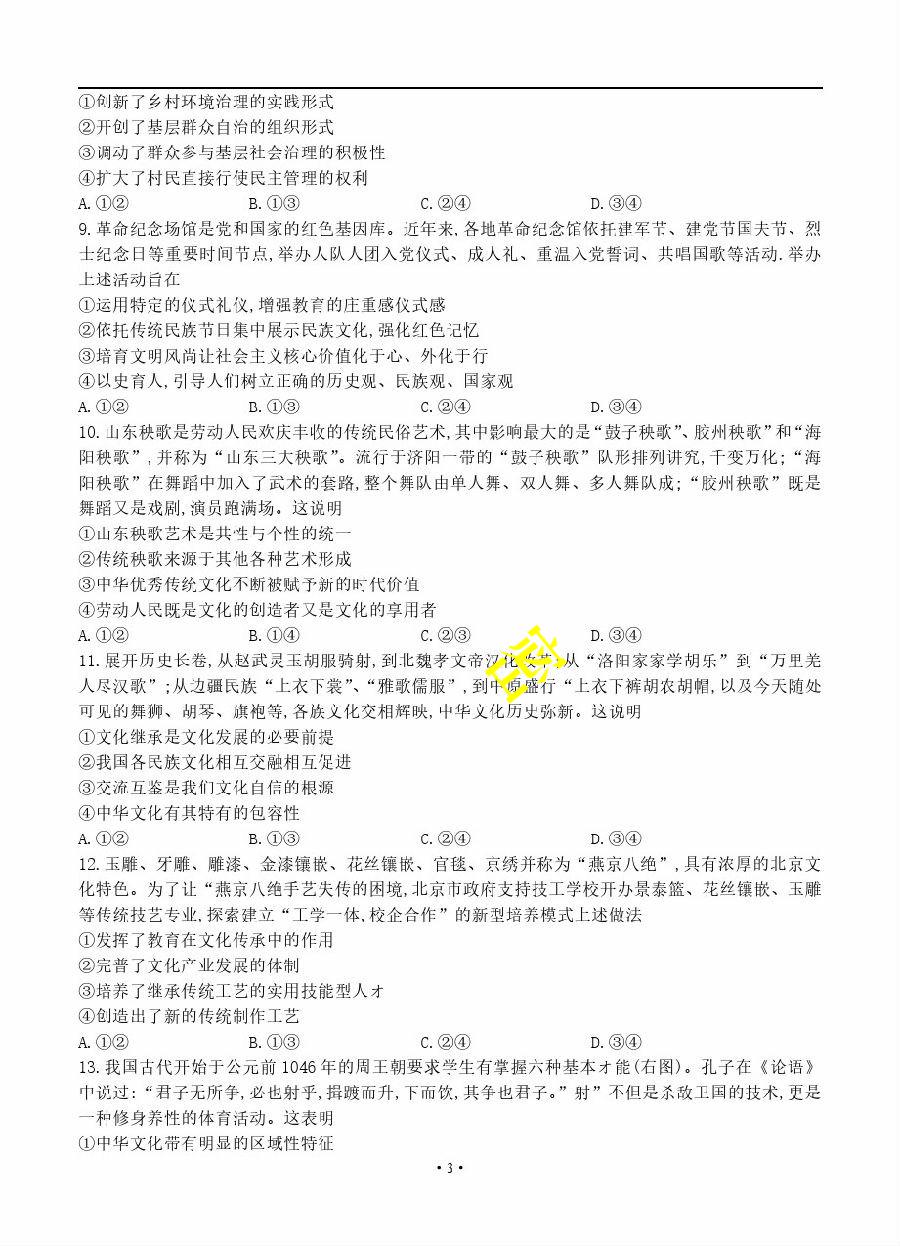 ①创新了乡村环境治理的实践形式
②开创了基层群众自治的组织形式
③调动了群众参与基层社会治理的积极性
④扩大了村民直接行使民主管理的权利
A.①② B.①③ C.②④ D.③④
9.革命纪念场馆是党和国家的红色基因库。近年来,各地革命纪念馆依托建军节、建党节国夫节、烈
士纪念日等重要时间节点,举办人队人团入党仪式、成人礼、重温入党誓词、共唱国歌等活动.举办
上述活动旨在
①运用特定的仪式礼仪,增强教育的庄重感仪式感
②依托传统民族节日集中展示民族文化,强化红色记忆
③培育文明风尚让社会主义核心价值化于心、外化于行
④以史育人,引导人们树立正确的历史观、民族观、国家观
A.①② B.①③ C.②④ D.③④
10.山东秧歌是劳动人民欢庆丰收的传统民俗艺术,其中影响最大的是“鼓子秧歌”、胶州秧歌”和“海
阳秧歌”,并称为“山东三大秧歌”。流行于济阳一带的“鼓子秧歌”队形排列讲究,千变万化;“海
阳秧歌”在舞蹈中加入了武术的套路,整个舞队由单人舞、双人舞、多人舞队成;“胶州秧歌”既是
舞蹈又是戏剧,演员跑满场。这说明
①山东秧歌艺术是共性与个性的统一
②传统秧歌来源于其他各种艺术形成
③中华优秀传统文化不断被赋予新的时代价值
④劳动人民既是文化的创造者又是文化的享用者
A.①② B.①④ C.②③ D.③④
11.展开历史长卷,从赵武灵玉胡服骑射,到北魏孝文帝汉化改革;从“洛阳家家学胡乐”到“万里羌
人尽汉歌”;从边疆民族“上衣下裳”、“雅歌儒服”,到中原盛行“上衣下裤胡农胡帽,以及今天随处
可见的舞狮、胡琴、旗袍等,各族文化交相辉映,中华文化历史弥新。这说明
①文化继承是文化发展的必要前提
②我国各民族文化相互交融相互促进
③交流互鉴是我们文化自信的根源
④中华文化有其特有的包容性
A.①② B.①③ C.②④ D.③④
12.玉雕、牙雕、雕漆、金漆镶嵌、花丝镶嵌、官毯、京绣并称为“燕京八绝”,具有浓厚的北京文
化特色。为了让“燕京八绝手艺失传的困境,北京市政府支持技工学校开办景泰篮、花丝镶嵌、玉雕
等传统技艺专业,探索建立“工学一体,校企合作”的新型培养模式上述做法
①发挥了教育在文化传承中的作用
②完普了文化产业发展的体制
③培养了继承传统工艺的实用技能型人才
④创造出了新的传统制作工艺
A.①② B.①③ C.②④ D.③④
13.我国古代开始于公元前1046年的周王朝要求学生有掌握六种基本才能(右图)。孔子在《论语》
中说过:“君子无所争,必也射乎,揖踱而升,下而饮,其争也君子。”射”不但是杀敌工国的技术,更是
一种修身养性的体育活动。这表明
①中华文化带有明显的区域性特征
•3•